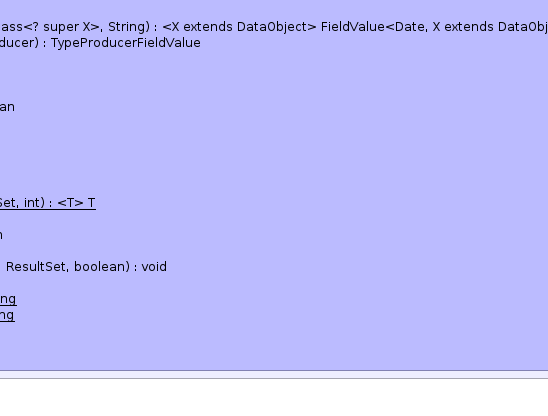 ass<? super X>, String) : <X extends DataObject> FieldValue<Date, X extends DataObj
ducer) : TypeProducerFieldValue
an
Set, int) : <T> T
n
ResultSet, boolean) : void
ng
ng